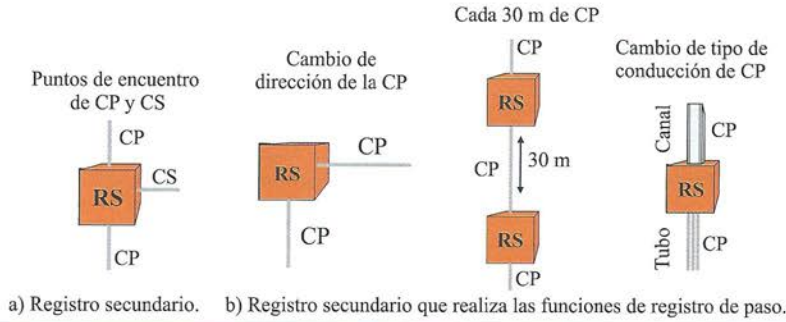 Puntos de encuentro
de CP y CS
CP
RS
CS
CP
Cambio de
dirección de la CP
RS
CP
CP
Cada 30 m de CP
CP
RS
CP
30 m
RS
CP
Cambio de tipo de
conducción de CP
Canal
CP
RS
Tubo
CP
a) Registro secundario.
b) Registro secundario que realiza las funciones de registro de paso.